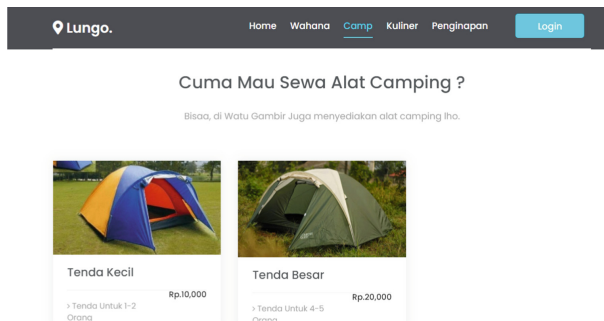 Lungo.
Home Wahana Camp Kuliner Penginapan Login
Cuma Mau Sewa Alat Camping ?
Bisaa, di Watu Gambir Juga menyediakan alat camping lho.
Tenda Kecil
Rp.10,000
> Tenda Untuk 1-2
Orang
Tenda Besar
Rp.20,000
> Tenda Untuk 4-5
Orang